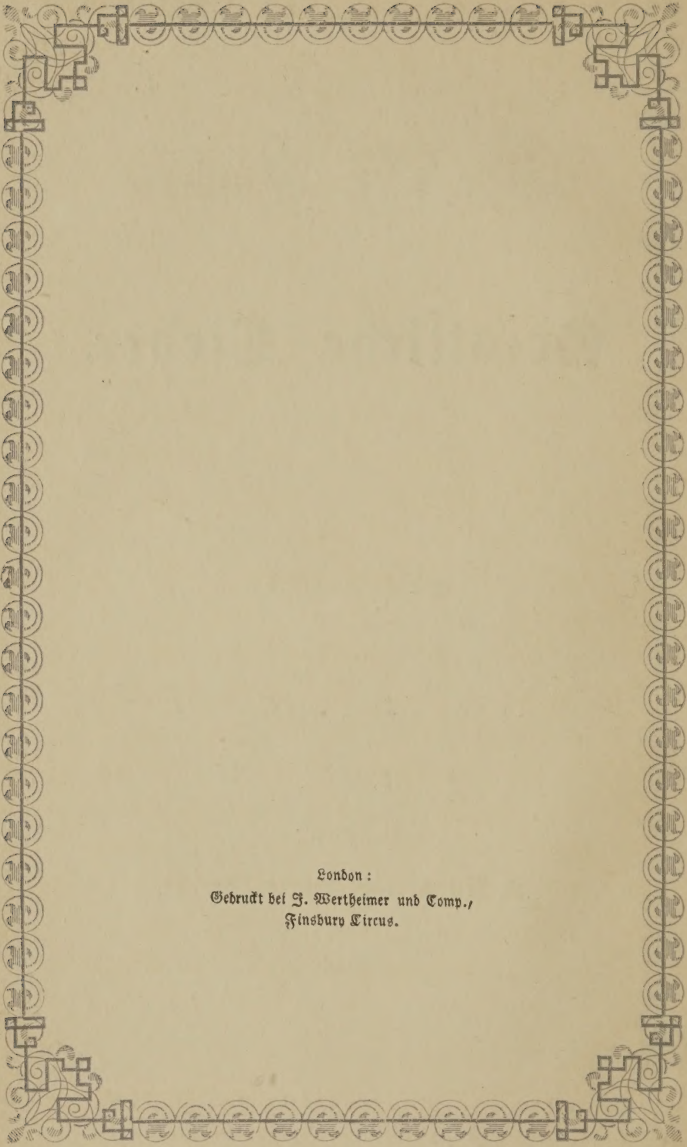 London :
Gedruckt bei J. Wertheimer und Comp.,
Finsbury Circus.